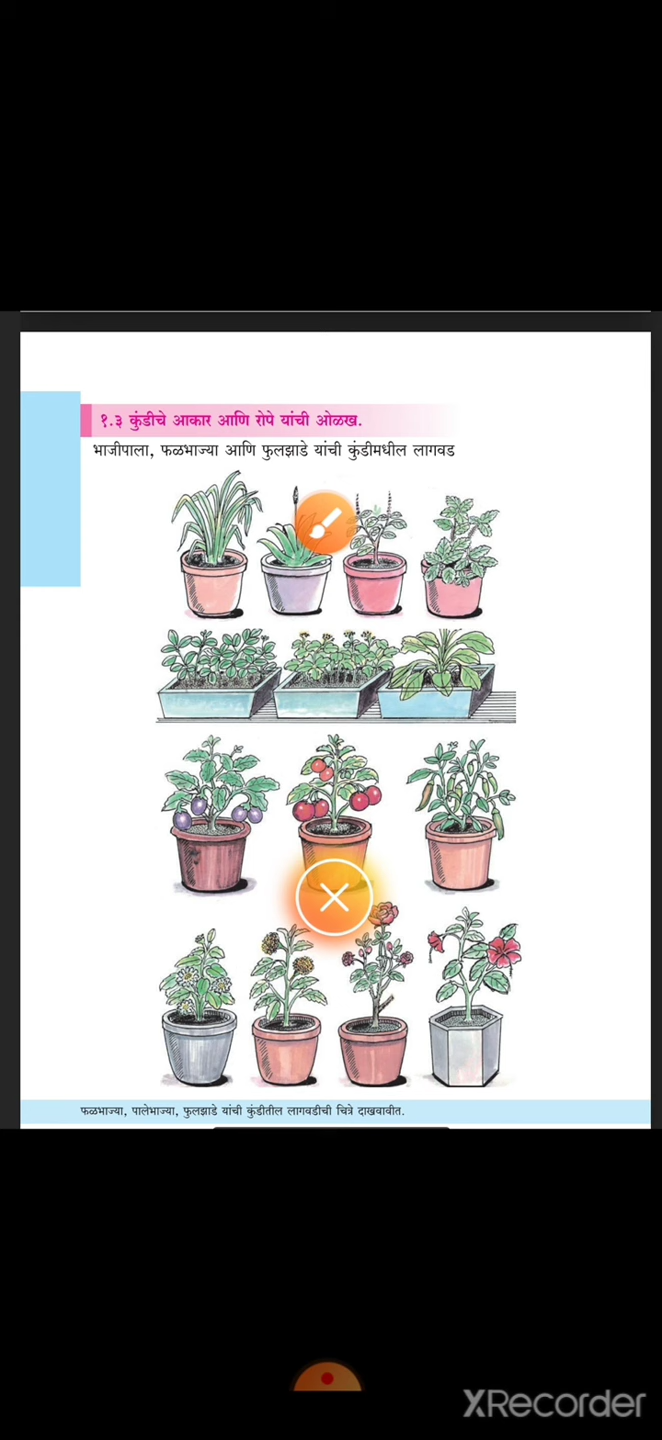 १.३ कुंडीचे आकार आणि रोपे यांची ओळख.
भाजीपाला, फळभाज्या आणि फुलझाडे यांची कुंडीमधील लागवड
फळभाज्या, पालेभाज्या, फुलझाडे यांची कुंडीतील लागवडीची चित्रे दाखवावीत.
XRecorder